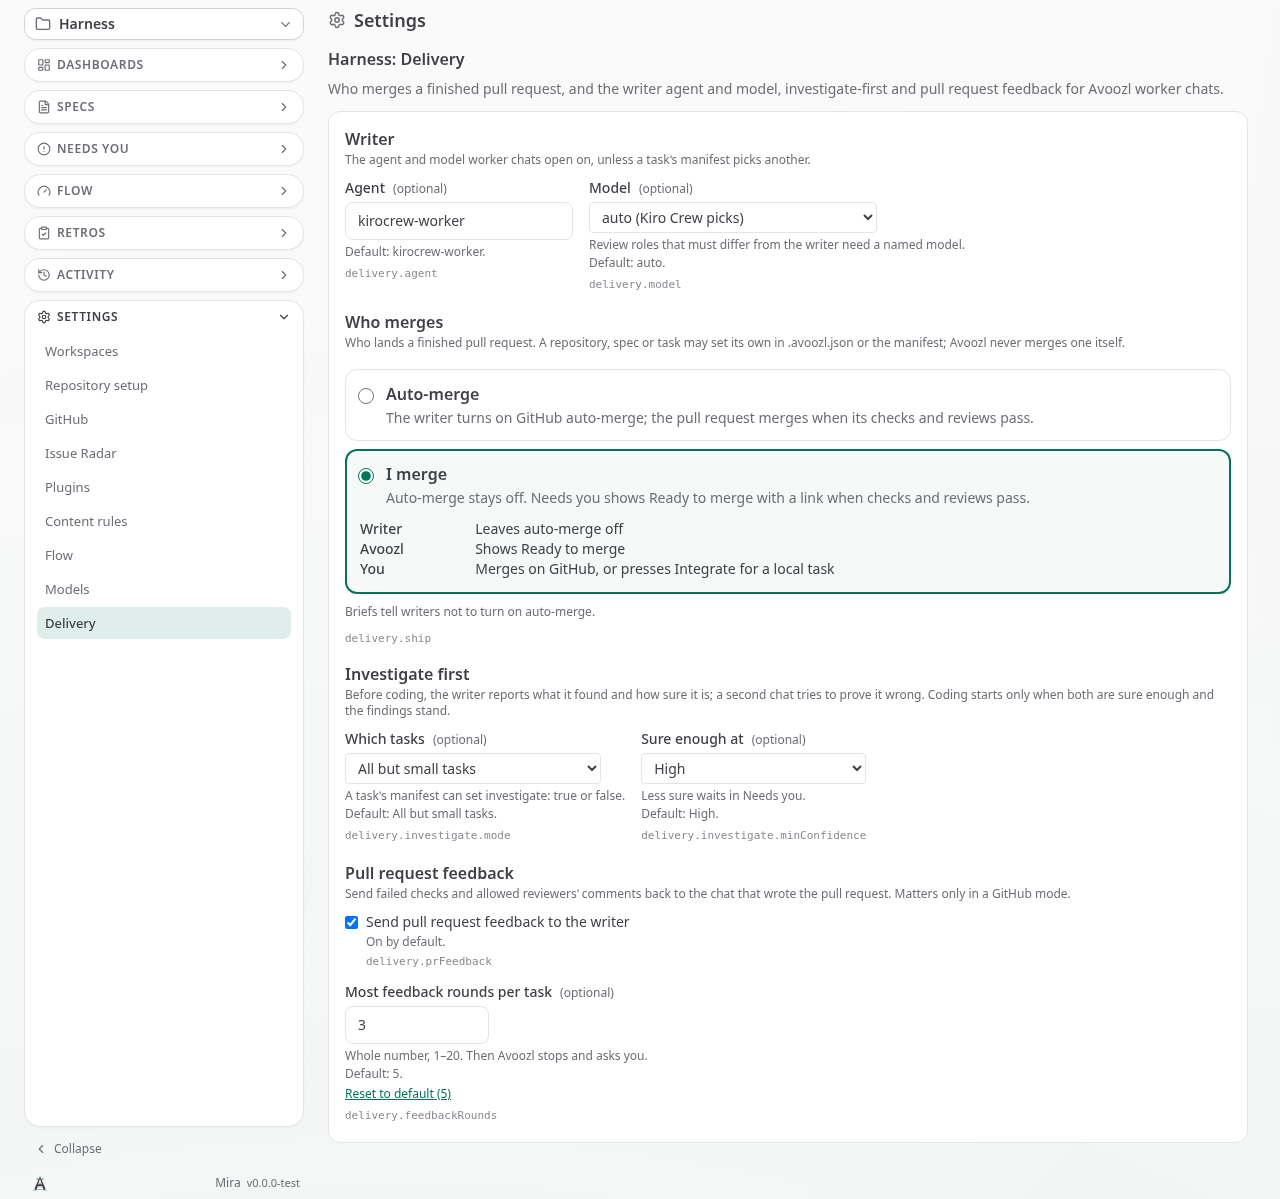 Harness
DASHBOARDS
SPECS
NEEDS YOU
FLOW
RETROS
ACTIVITY
SETTINGS
Workspaces
Repository setup
GitHub
Issue Radar
Plugins
Content rules
Flow
Models
Delivery
Collapse
Mira v0.0.0-test
Settings
Harness: Delivery
Who merges a finished pull request, and the writer agent and model, investigate-first and pull request feedback for Avoozl worker chats.
Writer
The agent and model worker chats open on, unless a task's manifest picks another.
Agent (optional)
kirocrew-worker
Default: kirocrew-worker.
delivery.agent
Model (optional)
auto (Kiro Crew picks)
Review roles that must differ from the writer need a named model.
Default: auto.
delivery.model
Who merges
Who lands a finished pull request. A repository, spec or task may set its own in .avoozl.json or the manifest; Avoozl never merges one itself.
Auto-merge
The writer turns on GitHub auto-merge; the pull request merges when its checks and reviews pass.
I merge
Auto-merge stays off. Needs you shows Ready to merge with a link when checks and reviews pass.
Writer Leaves auto-merge off
Avoozl Shows Ready to merge
You Merges on GitHub, or presses Integrate for a local task
Briefs tell writers not to turn on auto-merge.
delivery.ship
Investigate first
Before coding, the writer reports what it found and how sure it is; a second chat tries to prove it wrong. Coding starts only when both are sure enough and
the findings stand.
Which tasks (optional)
All but small tasks
A task's manifest can set investigate: true or false.
Default: All but small tasks.
delivery.investigate.mode
Sure enough at (optional)
High
Less sure waits in Needs you.
Default: High.
delivery.investigate.minConfidence
Pull request feedback
Send failed checks and allowed reviewers' comments back to the chat that wrote the pull request. Matters only in a GitHub mode.
Send pull request feedback to the writer
On by default.
delivery.prFeedback
Most feedback rounds per task (optional)
3
Whole number, 1–20. Then Avoozl stops and asks you.
Default: 5.
Reset to default (5)
delivery.feedbackRounds